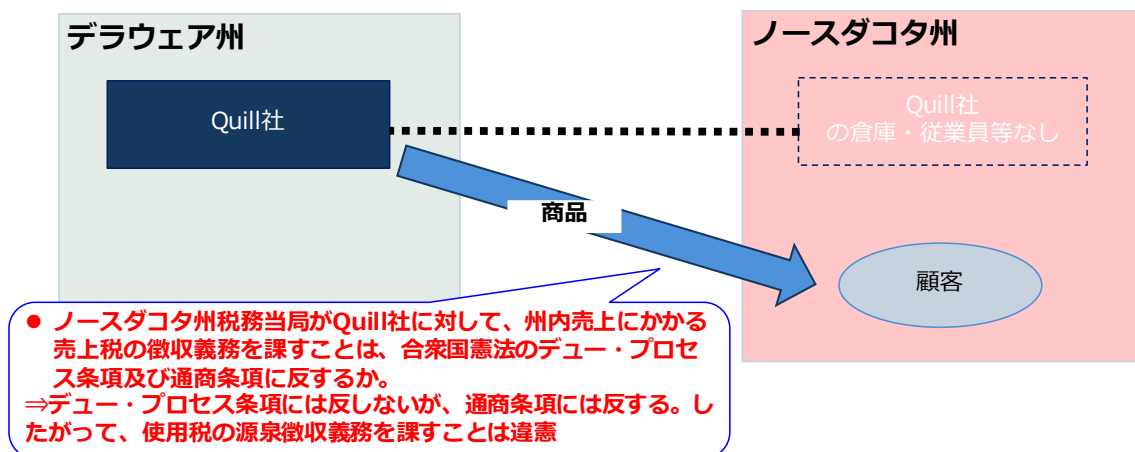 デラウェア州
ノースダコタ州
Quill社
Quill社
の倉庫・従業員等なし
商品
顧客
● ノースダコタ州税務当局がQuill社に対して、州内売上にかかる
売上税の徴収義務を課すことは、合衆国憲法のデュー・プロセ
ス条項及び通商条項に反するか。
⇒デュー・プロセス条項には反しないが、通商条項には反する。し
たがって、使用税の源泉徴収義務を課すことは違憲